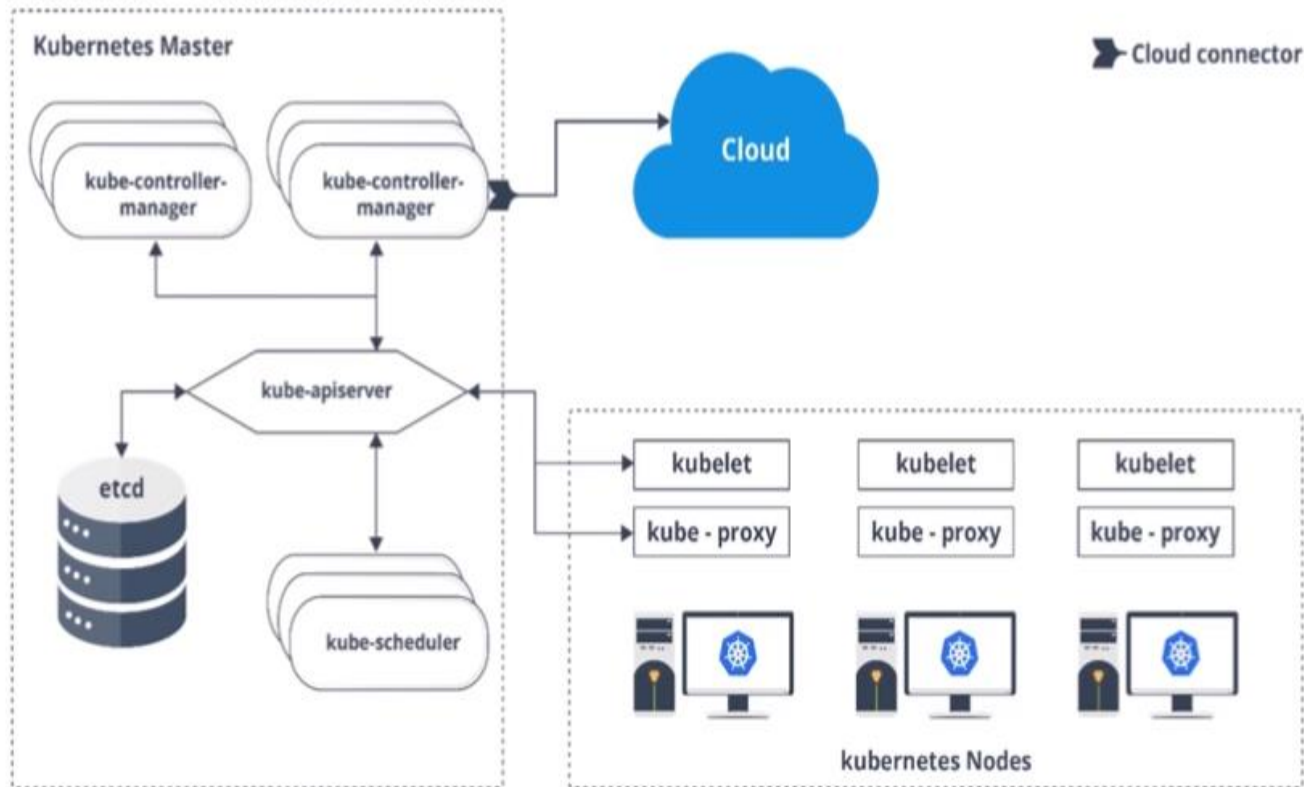 Kubernetes Master
Cloud connector
kube-controller-
manager
kube-controller-
manager
Cloud
kube-apiserver
etcd
kube-scheduler
kubelet
kubelet
kubelet
kube - proxy
kube - proxy
kube - proxy
kubernetes Nodes